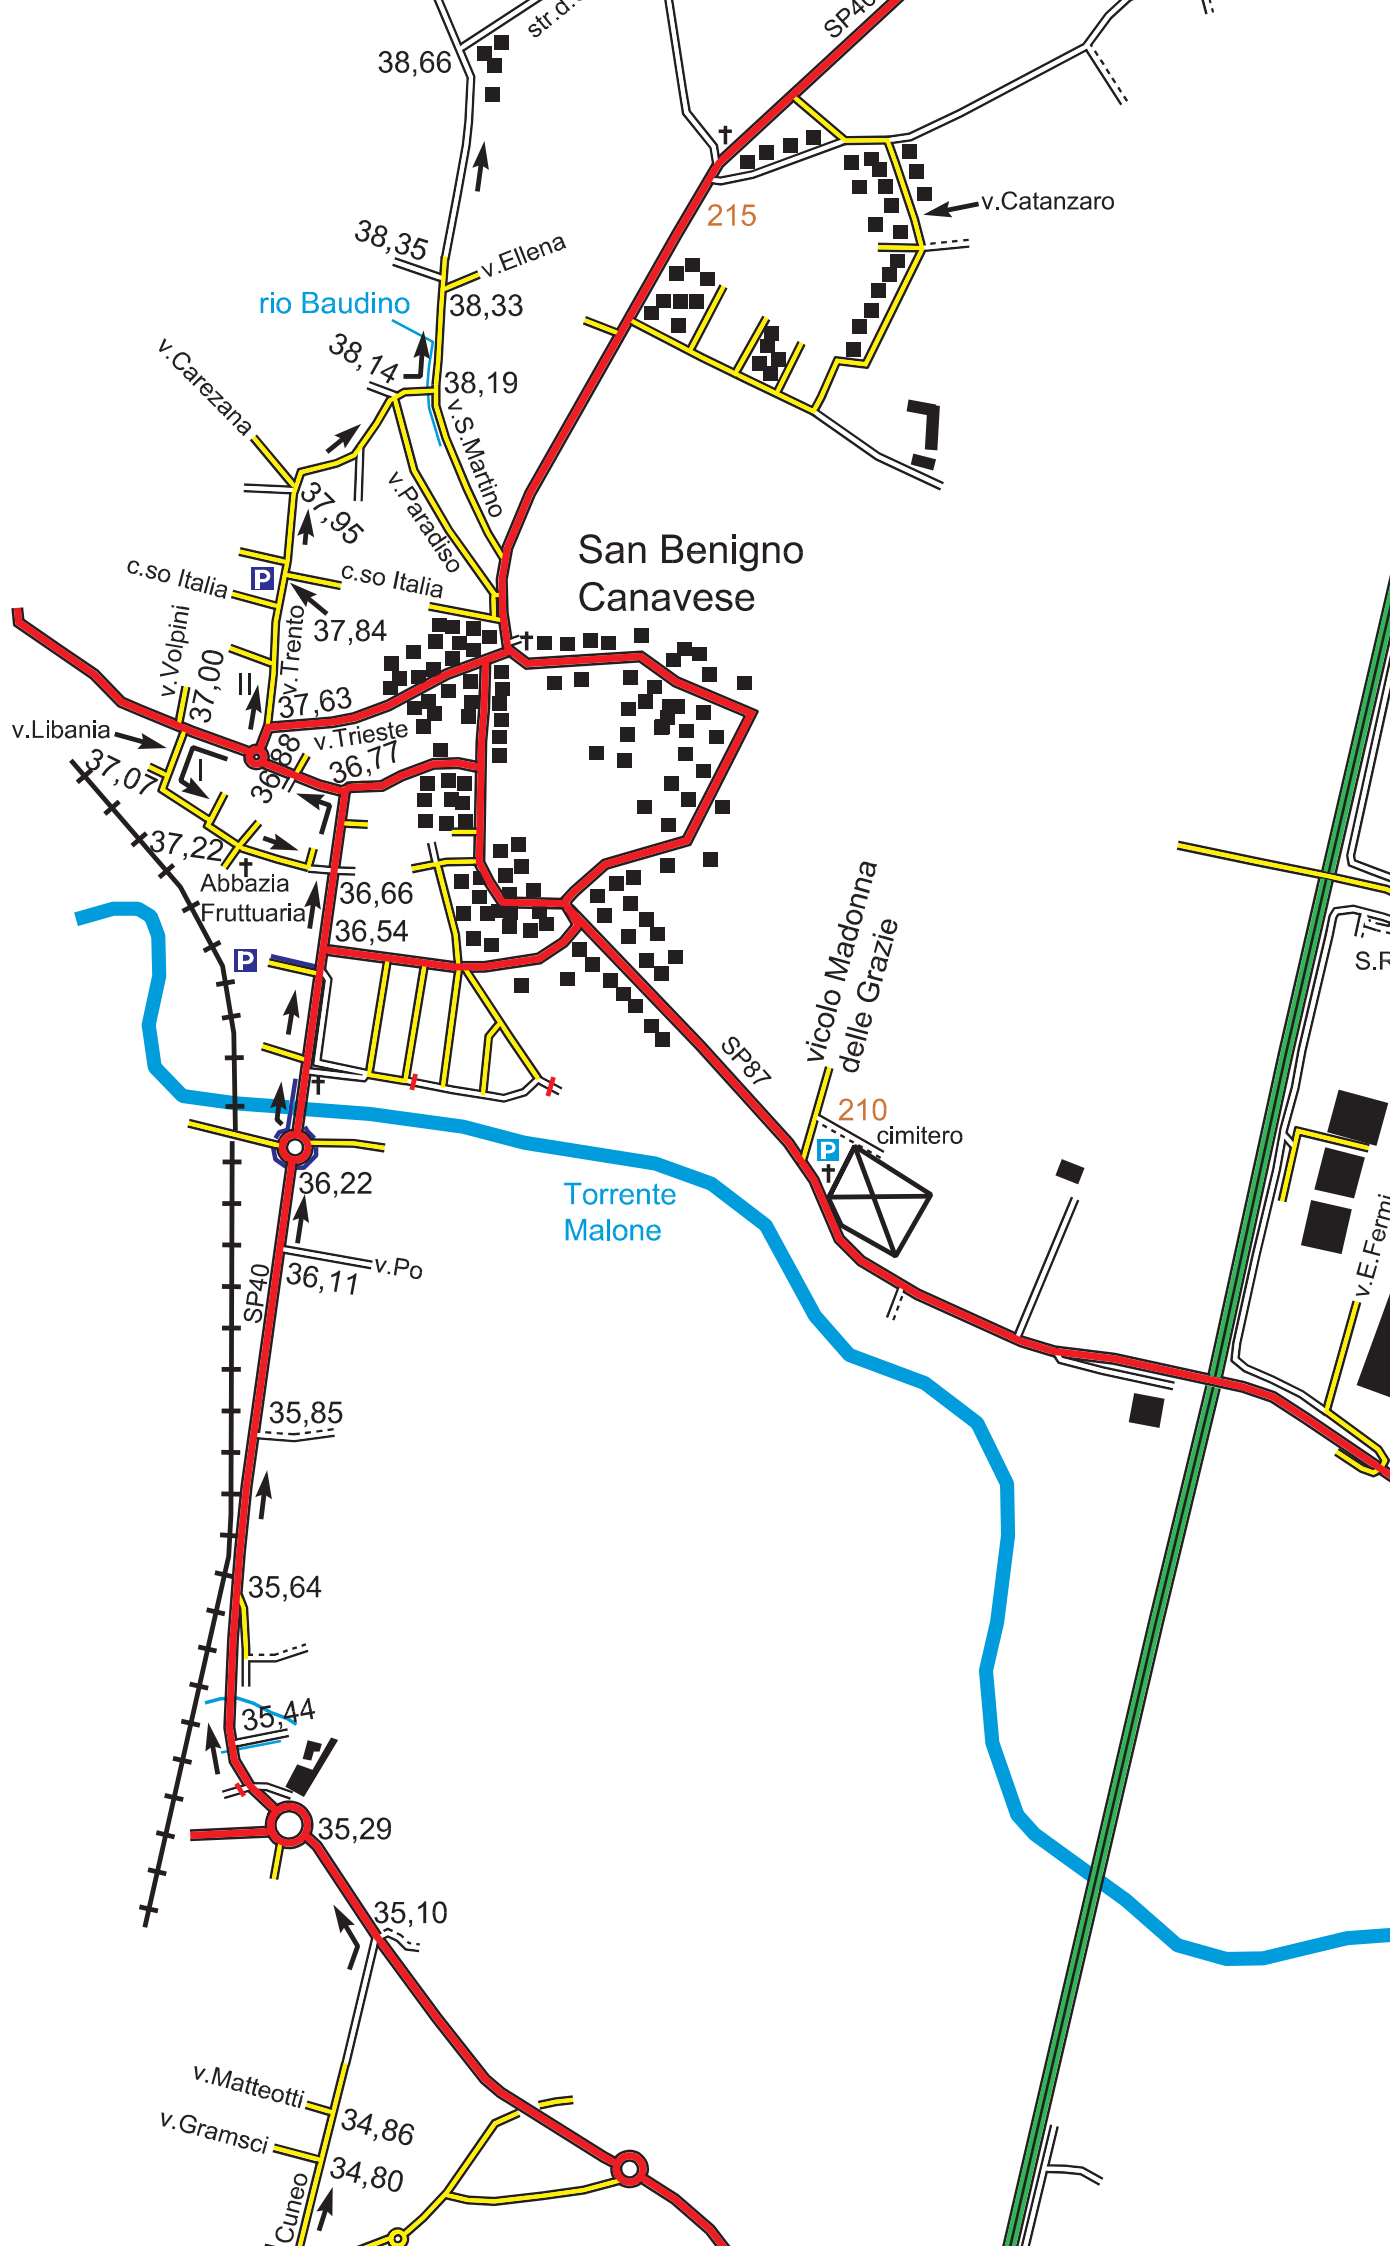 SP40
str.d.
38,66
v.Catanzaro
215
38,35
v.Ellena
rio Baudino
38,33
38,14
v.Carezana
38,19
v.S.Martino
37,95
v.Paradiso
San Benigno
Canavese
c.so Italia
P
c.so Italia
v.Volpini
37,84
v.Trento
37,00
II
37,63
v.Libania
v.Trieste
37,07
I
36,88
36,77
37,22
Abbazia
Fruttuaria
36,66
36,54
P
vicolo Madonna
delle Grazie
S.R
SP87
210
P
cimitero
36,22
Torrente
Malone
v.Po
36,11
SP40
v.E.Fermi
35,85
35,64
35,44
35,29
35,10
v.Matteotti
34,86
v.Gramsci
34,80
Cuneo